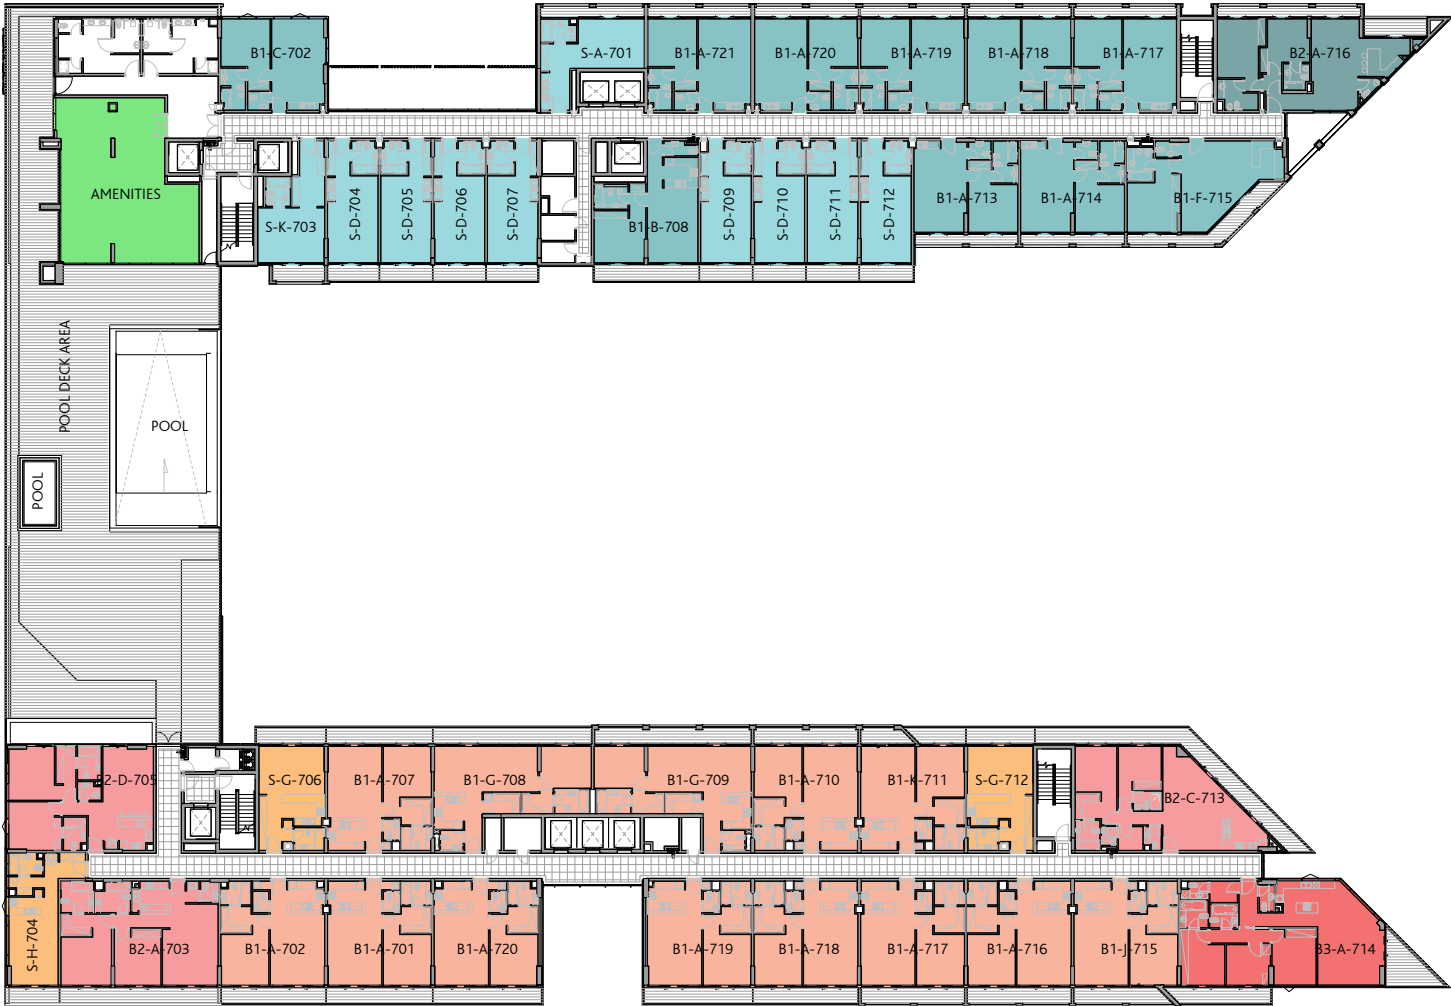 B1-C-702
S-A-701
B1-A-721
B1-A-720
B1-A-719
B1-A-718
B1-A-717
B2-A-716
AMENITIES
S-K-703
S-D-704
S-D-705
S-D-706
S-D-707
B1-B-708
S-D-709
S-D-710
S-D-711
S-D-712
B1-A-713
B1-A-714
B1-F-715
POOL DECK AREA
POOL
POOL
B2-D-705
S-G-706
B1-A-707
B1-G-708
B1-G-709
B1-A-710
B1-K-711
S-G-712
B2-C-713
S-H-704
B2-A-703
B1-A-702
B1-A-701
B1-A-720
B1-A-719
B1-A-718
B1-A-717
B1-A-716
B1-J-715
B3-A-714